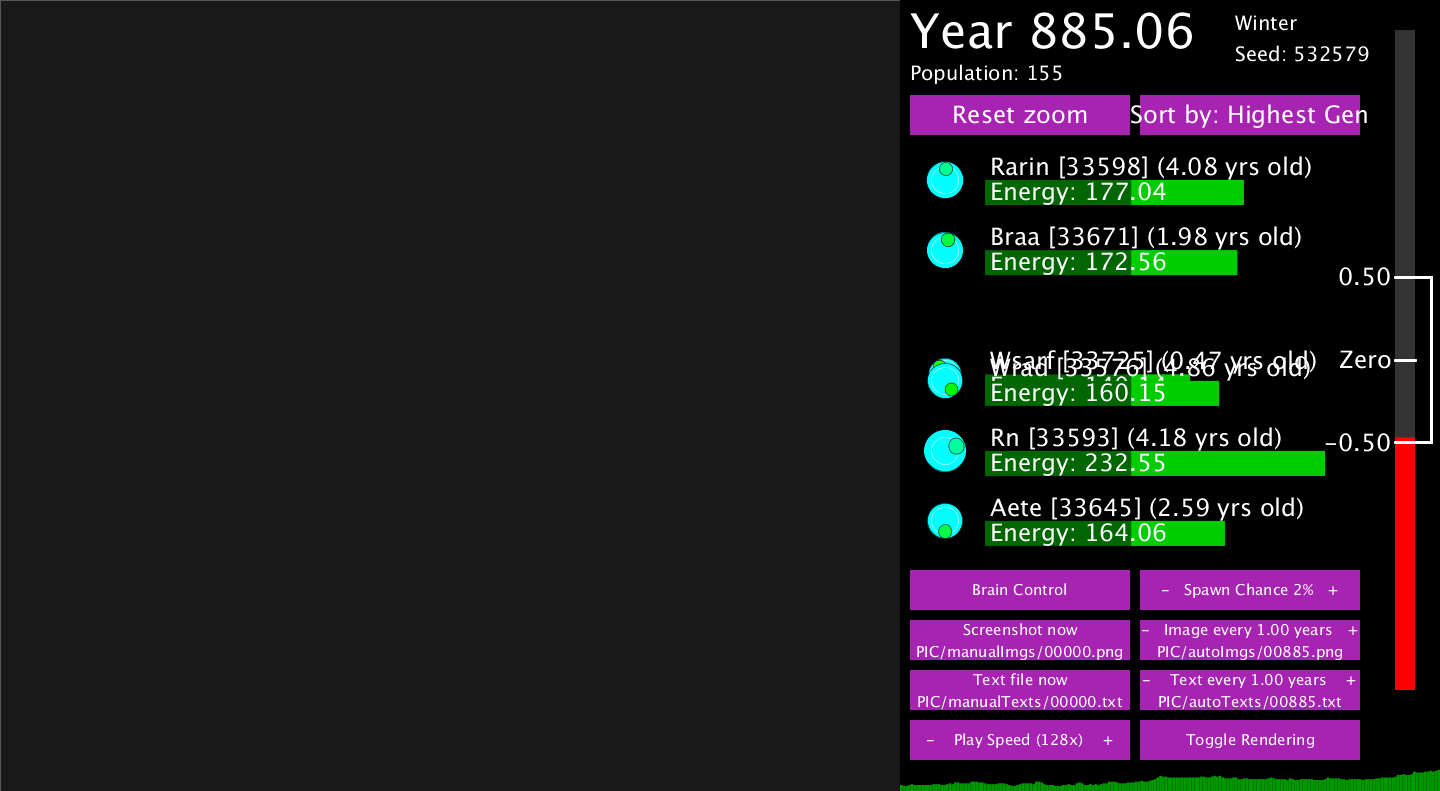 Year 885.06
Winter
Seed: 532579
Population: 155
Reset zoom
Sort by: Highest Gen
Rarin [33598] (4.08 yrs old)
Energy: 177.04
Braa [33671] (1.98 yrs old)
Energy: 172.56
0.50
Wsarf [33725] (0.47 yrs old)
Zero
Wrad [33576] (4.86 yrs old)
Energy: 160.15
Rn [33593] (4.18 yrs old)
-0.50
Energy: 232.55
Aete [33645] (2.59 yrs old)
Energy: 164.06
Brain Control
- Spawn Chance 2% +
Screenshot now
PIC/manualImgs/00000.png
- Image every 1.00 years +
PIC/autoImgs/00885.png
Text file now
PIC/manualTexts/00000.txt
- Text every 1.00 years +
PIC/autoTexts/00885.txt
- Play Speed (128x) +
Toggle Rendering